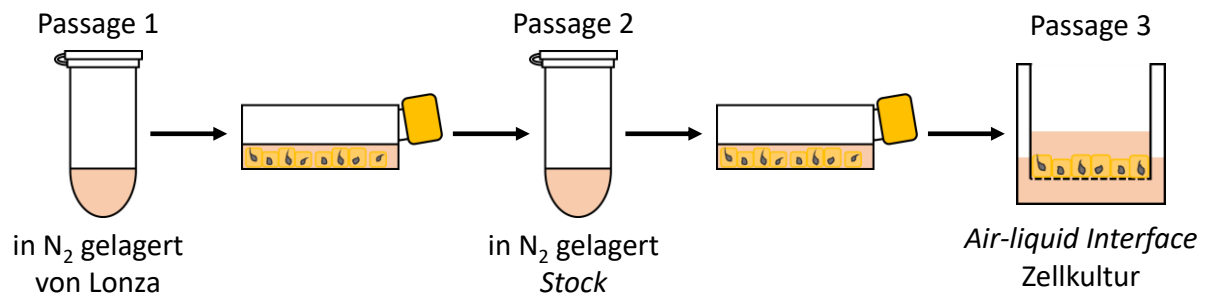 Passage 1
Passage 2
Passage 3
in N₂ gelagert
von Lonza
in N₂ gelagert
Stock
Air-liquid Interface
Zellkultur